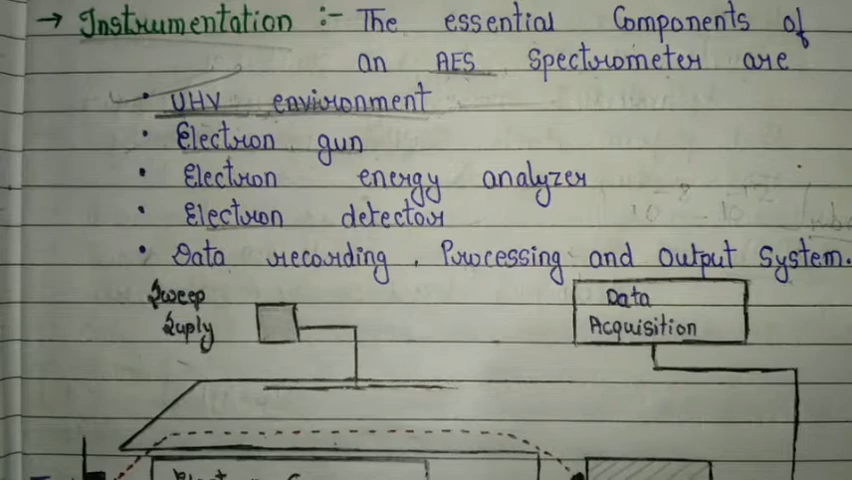 → Instrumentation :- The essential Components of
an AES Spectrometer are
• UHV environment
• Electron gun
• Electron energy analyzer
• Electron detector
• Data recording, Processing and Output System.
Sweep
Suply
Data
Acquisition